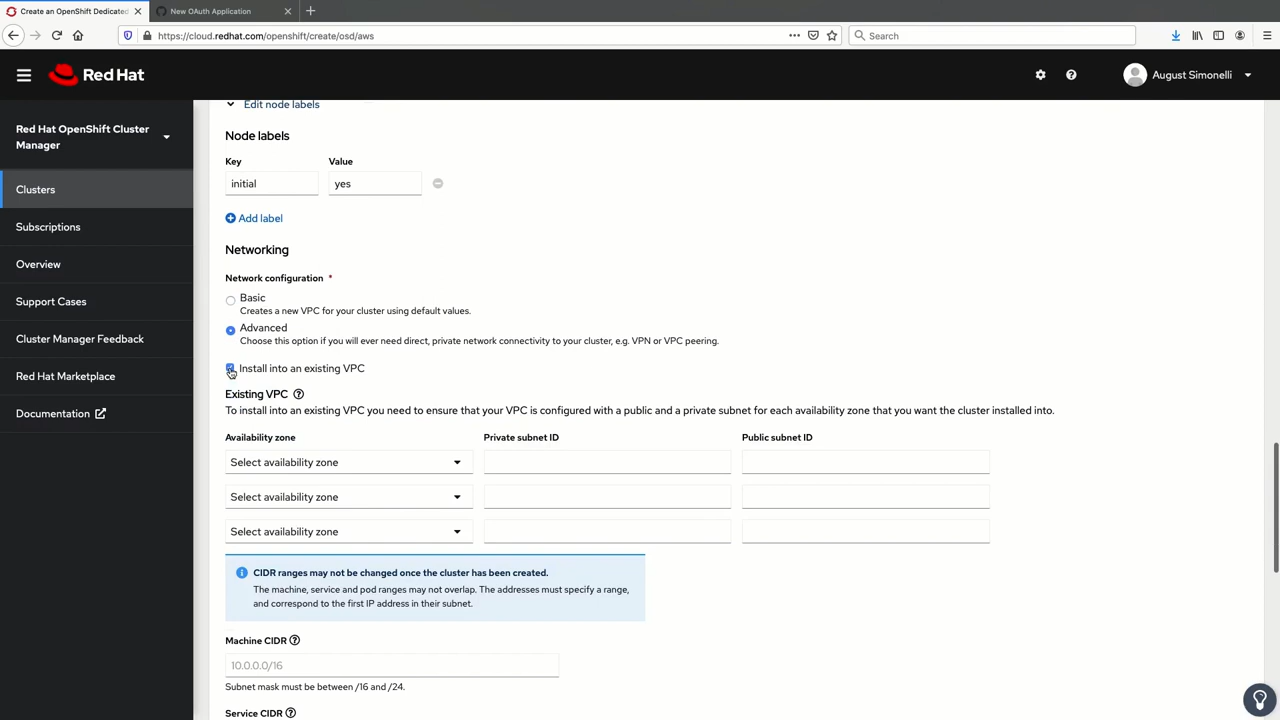 Create an OpenShift Dedicated
New OAuth Application
https://cloud.redhat.com/openshift/create/osd/aws
Search
Red Hat
August Simonelli
Red Hat OpenShift Cluster
Manager
Clusters
Subscriptions
Overview
Support Cases
Cluster Manager Feedback
Red Hat Marketplace
Documentation
Edit node labels
Node labels
Key
Value
initial
yes
Add label
Networking
Network configuration *
Basic
Creates a new VPC for your cluster using default values.
Advanced
Choose this option if you will ever need direct, private network connectivity to your cluster, e.g. VPN or VPC peering.
Install into an existing VPC
Existing VPC
To install into an existing VPC you need to ensure that your VPC is configured with a public and a private subnet for each availability zone that you want the cluster installed into.
Availability zone
Private subnet ID
Public subnet ID
Select availability zone
Select availability zone
Select availability zone
CIDR ranges may not be changed once the cluster has been created.
The machine, service and pod ranges may not overlap. The addresses must specify a range,
and correspond to the first IP address in their subnet.
Machine CIDR
10.0.0.0/16
Subnet mask must be between /16 and /24.
Service CIDR